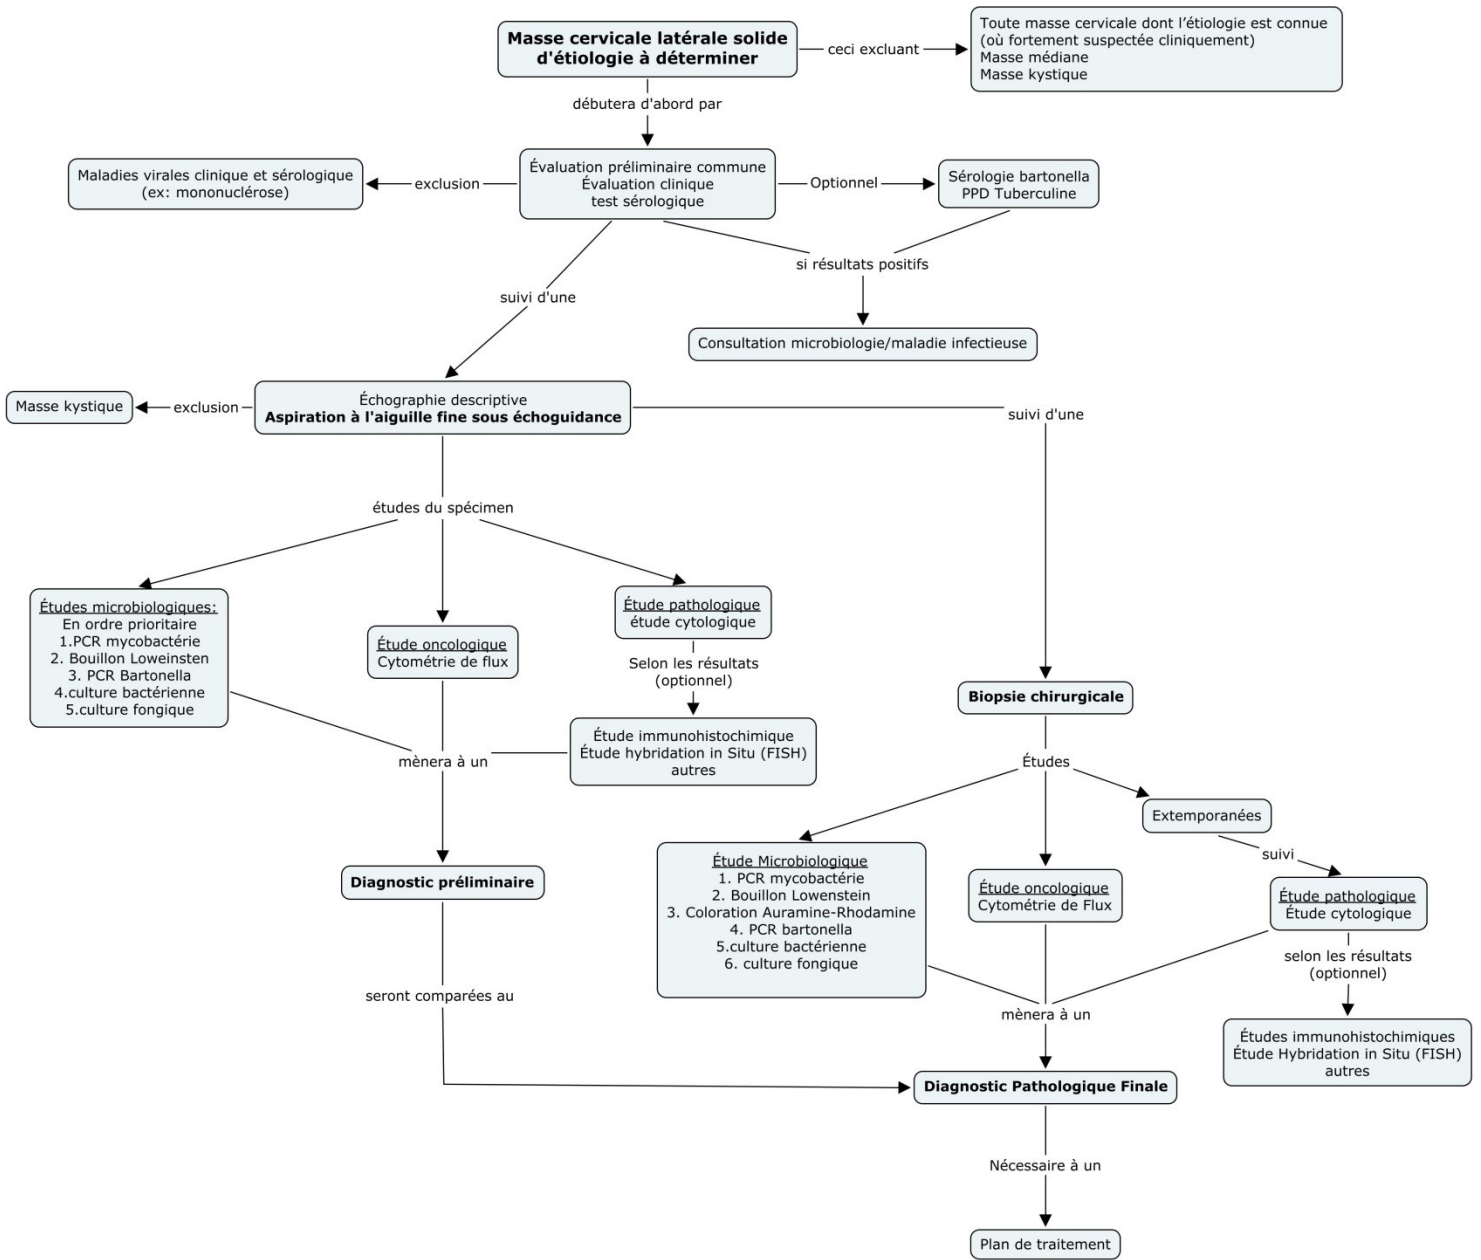 Masse cervicale latérale solide
d'étiologie à déterminer
ceci excluant
Toute masse cervicale dont l'étiologie est connue
(où fortement suspectée cliniquement)
Masse médiane
Masse kystique
débutera d'abord par
Maladies virales clinique et sérologique
(ex: mononuclérose)
exclusion
Évaluation préliminaire commune
Évaluation clinique
test sérologique
Optionnel
Sérologie bartonella
PPD Tuberculine
si résultats positifs
suivi d'une
Consultation microbiologie/maladie infectieuse
Masse kystique
exclusion
Échographie descriptive
Aspiration à l'aiguille fine sous échoguidance
suivi d'une
études du spécimen
Études microbiologiques:
En ordre prioritaire
1.PCR mycobactérie
2. Bouillon Loweinsten
3. PCR Bartonella
4.culture bactérienne
5.culture fongique
Étude oncologique
Cytométrie de flux
Étude pathologique
étude cytologique
Selon les résultats
(optionnel)
Étude immunohistochimique
Étude hybridation in Situ (FISH)
autres
mènera à un
Biopsie chirurgicale
Études
Extemporanées
suivi
Diagnostic préliminaire
Étude Microbiologique
1. PCR mycobactérie
2. Bouillon Lowenstein
3. Coloration Auramine-Rhodamine
4. PCR bartonella
5.culture bactérienne
6. culture fongique
Étude oncologique
Cytométrie de Flux
Étude pathologique
Étude cytologique
selon les résultats
(optionnel)
Études immunohistochimiques
Étude Hybridation in Situ (FISH)
autres
seront comparées au
mènera à un
Diagnostic Pathologique Finale
Nécessaire à un
Plan de traitement